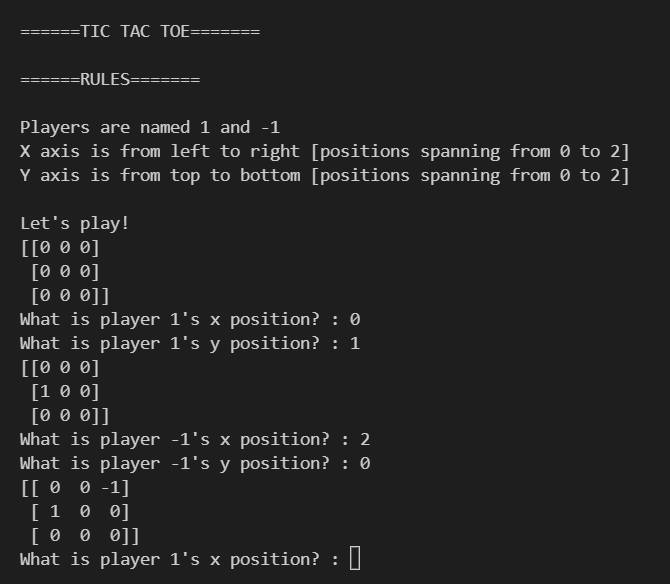 ======TIC TAC TOE=======
======RULES=======
Players are named 1 and -1
X axis is from left to right [positions spanning from 0 to 2]
Y axis is from top to bottom [positions spanning from 0 to 2]
Let's play!
[[0 0 0]
 [0 0 0]
 [0 0 0]]
What is player 1's x position? : 0
What is player 1's y position? : 1
[[0 0 0]
 [1 0 0]
 [0 0 0]]
What is player -1's x position? : 2
What is player -1's y position? : 0
[[ 0  0 -1]
 [ 1  0  0]
 [ 0  0  0]]
What is player 1's x position? :